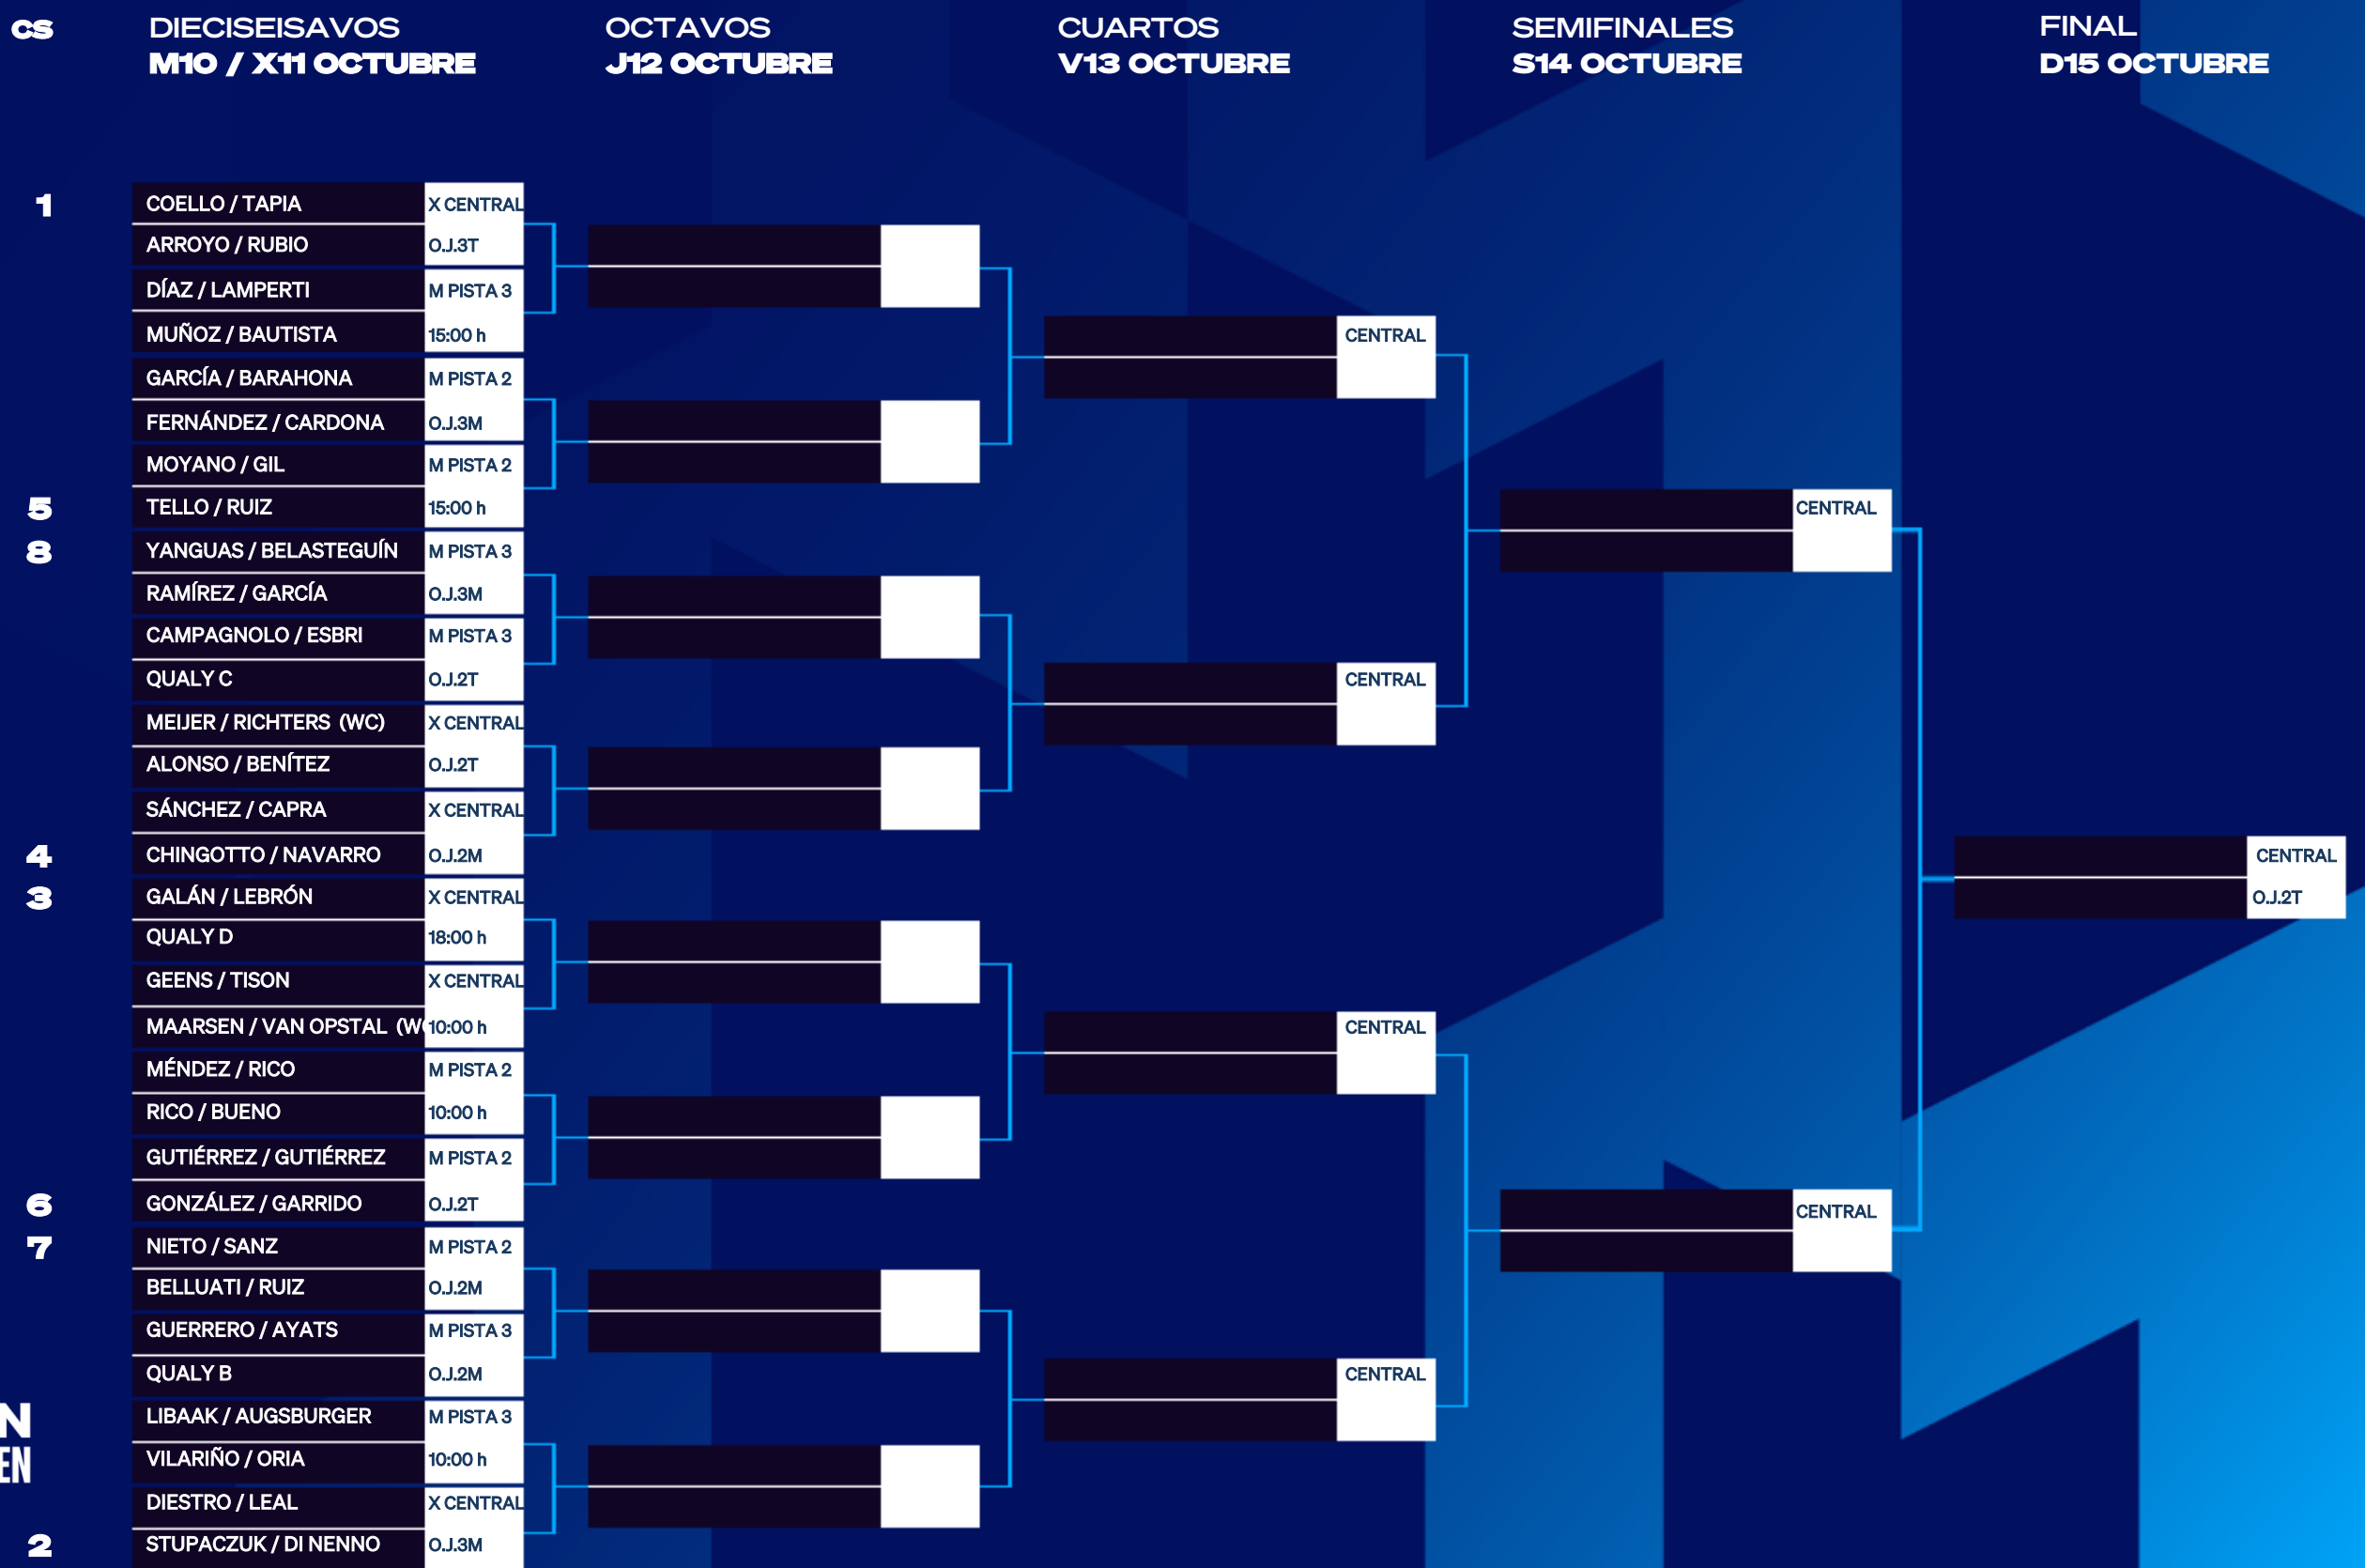 CS
DIECISEISAVOS
M10 / X11 OCTUBRE
OCTAVOS
J12 OCTUBRE
CUARTOS
V13 OCTUBRE
SEMIFINALES
S14 OCTUBRE
FINAL
D15 OCTUBRE
1 COELLO / TAPIA X CENTRAL
ARROYO / RUBIO O.J.3T
DÍAZ / LAMPERTI M PISTA 3
MUÑOZ / BAUTISTA 15:00 h
GARCÍA / BARAHONA M PISTA 2
FERNÁNDEZ / CARDONA O.J.3M
MOYANO / GIL M PISTA 2
5 TELLO / RUIZ 15:00 h
8 YANGUAS / BELASTEGUÍN M PISTA 3
RAMÍREZ / GARCÍA O.J.3M
CAMPAGNOLO / ESBRI M PISTA 3
QUALY C O.J.2T
MEIJER / RICHTERS (WC) X CENTRAL
ALONSO / BENÍTEZ O.J.2T
SÁNCHEZ / CAPRA X CENTRAL
4 CHINGOTTO / NAVARRO O.J.2M
3 GALÁN / LEBRÓN X CENTRAL
QUALY D 18:00 h
GEENS / TISON X CENTRAL
MAARSEN / VAN OPSTAL (W 10:00 h
MÉNDEZ / RICO M PISTA 2
RICO / BUENO 10:00 h
GUTIÉRREZ / GUTIÉRREZ M PISTA 2
6 GONZÁLEZ / GARRIDO O.J.2T
7 NIETO / SANZ M PISTA 2
BELLUATI / RUIZ O.J.2M
GUERRERO / AYATS M PISTA 3
QUALY B O.J.2M
LIBAAK / AUGSBURGER M PISTA 3
VILARIÑO / ORIA 10:00 h
DIESTRO / LEAL X CENTRAL
2 STUPACZUK / DI NENNO O.J.3M
CENTRAL
CENTRAL
CENTRAL
CENTRAL
CENTRAL
CENTRAL
CENTRAL
O.J.2T
N
EN